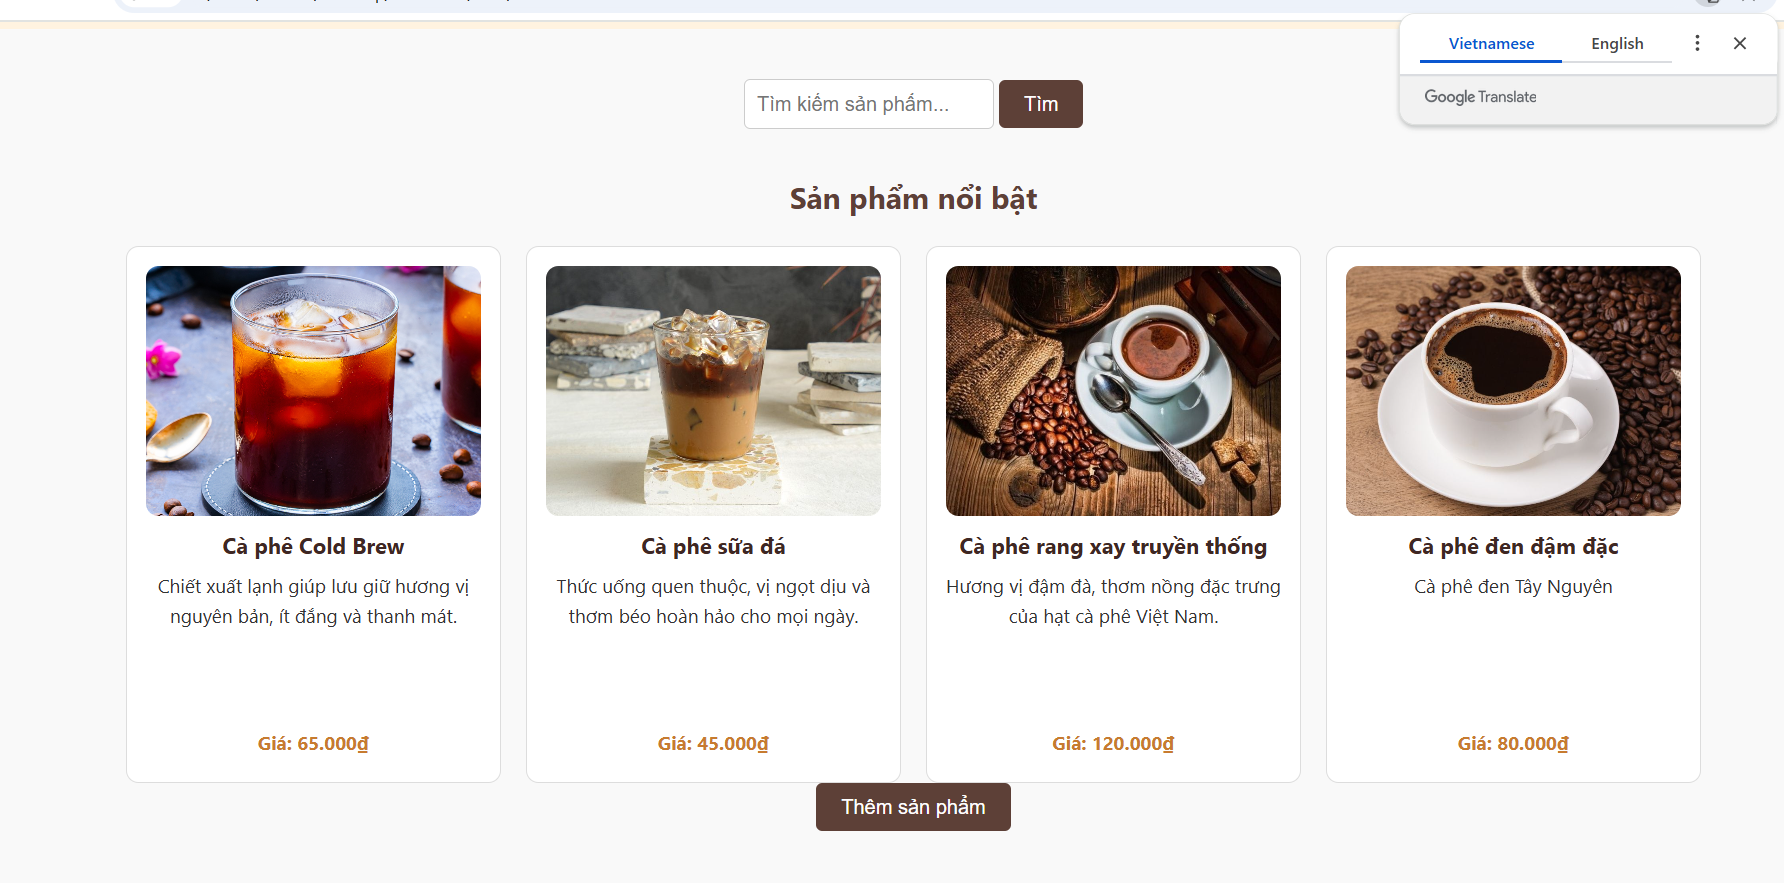 Vietnamese English
Google Translate
Tìm kiếm sản phẩm... Tìm
Sản phẩm nổi bật
Cà phê Cold Brew
Chiết xuất lạnh giúp lưu giữ hương vị
nguyên bản, ít đắng và thanh mát.
Giá: 65.000₫
Cà phê sữa đá
Thức uống quen thuộc, vị ngọt dịu và
thơm béo hoàn hảo cho mọi ngày.
Giá: 45.000₫
Cà phê rang xay truyền thống
Hương vị đậm đà, thơm nồng đặc trưng
của hạt cà phê Việt Nam.
Giá: 120.000₫
Cà phê đen đậm đặc
Cà phê đen Tây Nguyên
Giá: 80.000₫
Thêm sản phẩm